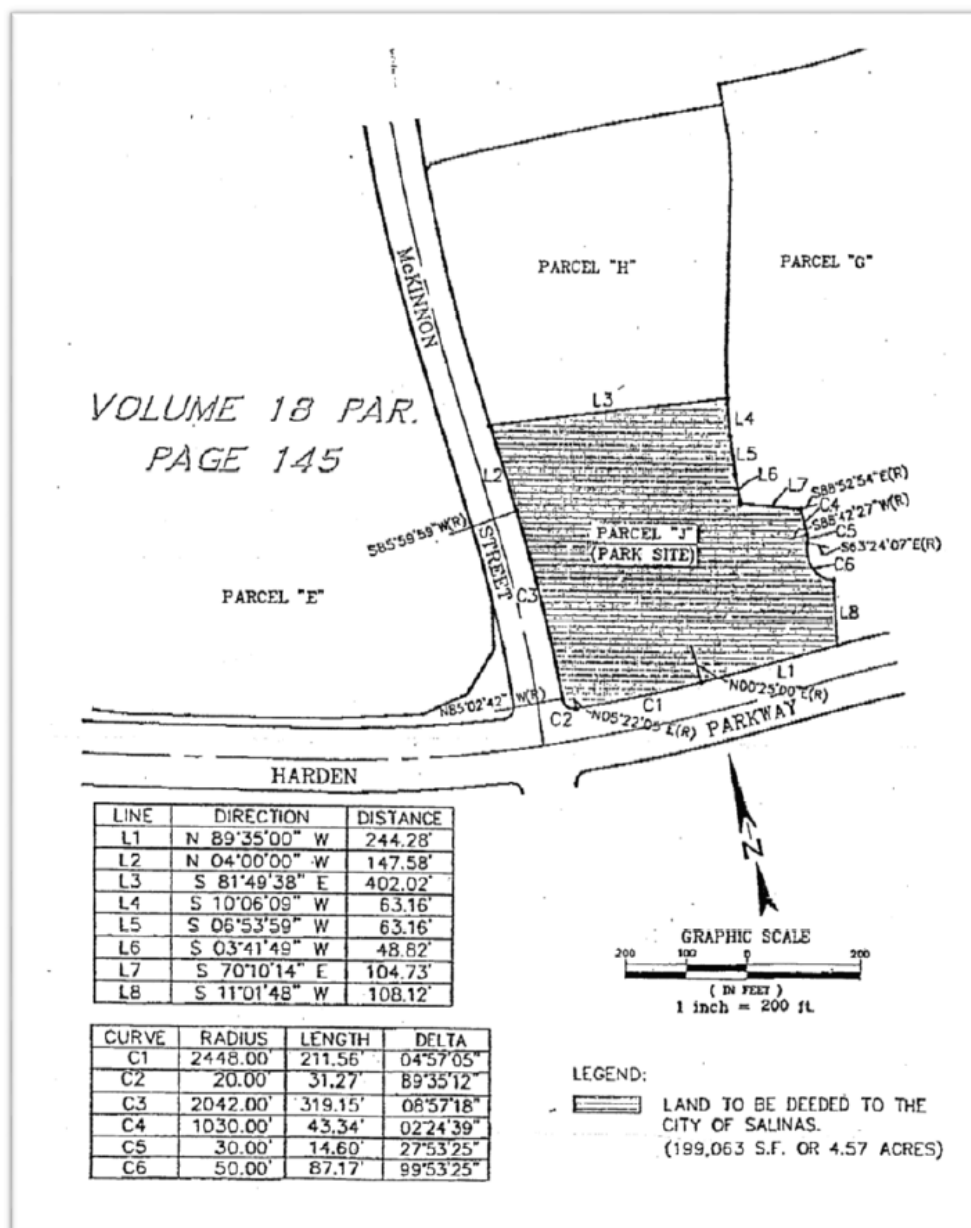 PARCEL "H"
PARCEL "G"
McKINNON
STREET
VOLUME 18 PAR.
PAGE 145
L3
L4
L5
L6
L7
S88°52'54"E(R)
C4
S86°42'27"W(R)
C5
S63°24'07"E(R)
C6
L2
S85°59'59"W(R)
PARCEL "J"
(PARK SITE)
C3
PARCEL "E"
L8
L1
N00°25'00"E(R)
N85°02'42" W(R)
C2
N05°22'05"E(R)
C1
PARKWAY
HARDEN
N
LINE DIRECTION DISTANCE
L1 N 89°35'00" W 244.28'
L2 N 04°00'00" W 147.58'
L3 S 81°49'38" E 402.02'
L4 S 10°06'09" W 63.16'
L5 S 06°53'59" W 63.16'
L6 S 03°41'49" W 48.82'
L7 S 70°10'14" E 104.73'
L8 S 11°01'48" W 108.12'
GRAPHIC SCALE
200 100 0 200
( IN FEET )
1 inch = 200 ft.
CURVE RADIUS LENGTH DELTA
C1 2448.00' 211.56' 04°57'05"
C2 20.00' 31.27' 89°35'12"
C3 2042.00' 319.15' 08°57'18"
C4 1030.00' 43.34' 02°24'39"
C5 30.00' 14.60' 27°53'25"
C6 50.00' 87.17' 99°53'25"
LEGEND:
LAND TO BE DEEDED TO THE
CITY OF SALINAS.
(199,063 S.F. OR 4.57 ACRES)